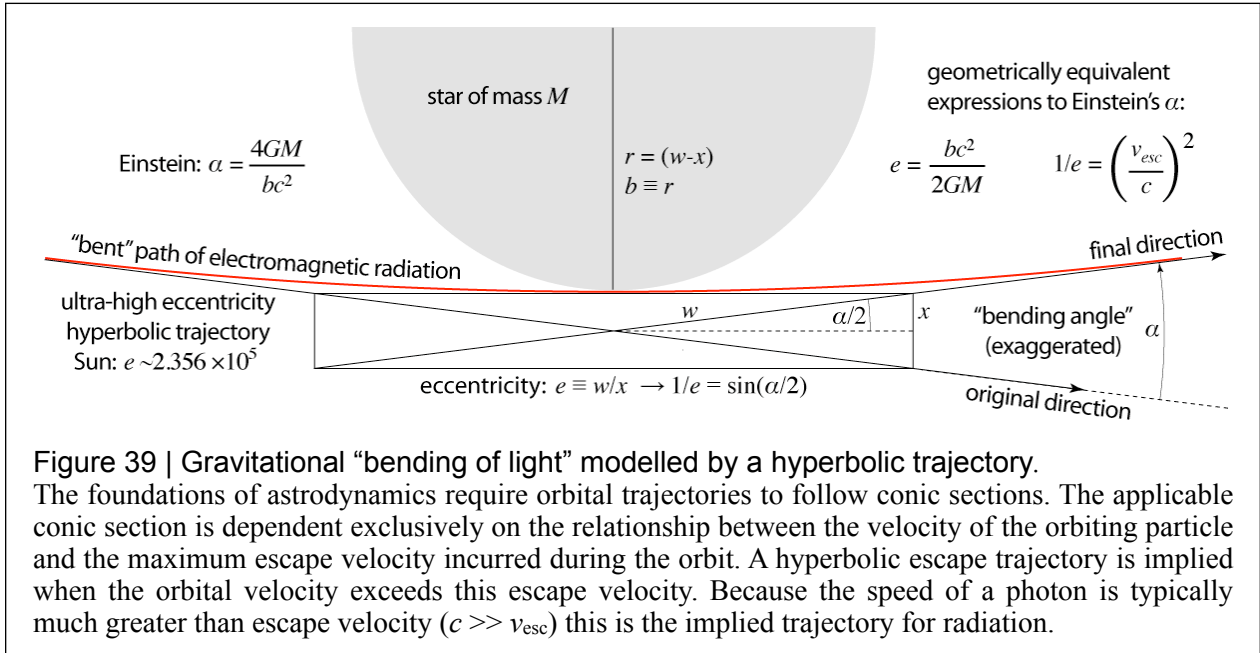 star of mass M
geometrically equivalent
expressions to Einstein's α:
Einstein: α = 4GM / bc²
r = (w-x)
b ≡ r
e = bc² / 2GM
1/e = (v_esc / c)²
"bent" path of electromagnetic radiation
final direction
ultra-high eccentricity
hyperbolic trajectory
Sun: e ~2.356 ×10⁵
w
α/2
x
"bending angle"
(exaggerated)
α
eccentricity: e ≡ w/x → 1/e = sin(α/2)
original direction
Figure 39 | Gravitational "bending of light" modelled by a hyperbolic trajectory.
The foundations of astrodynamics require orbital trajectories to follow conic sections. The applicable
conic section is dependent exclusively on the relationship between the velocity of the orbiting particle
and the maximum escape velocity incurred during the orbit. A hyperbolic escape trajectory is implied
when the orbital velocity exceeds this escape velocity. Because the speed of a photon is typically
much greater than escape velocity (c >> v_esc) this is the implied trajectory for radiation.